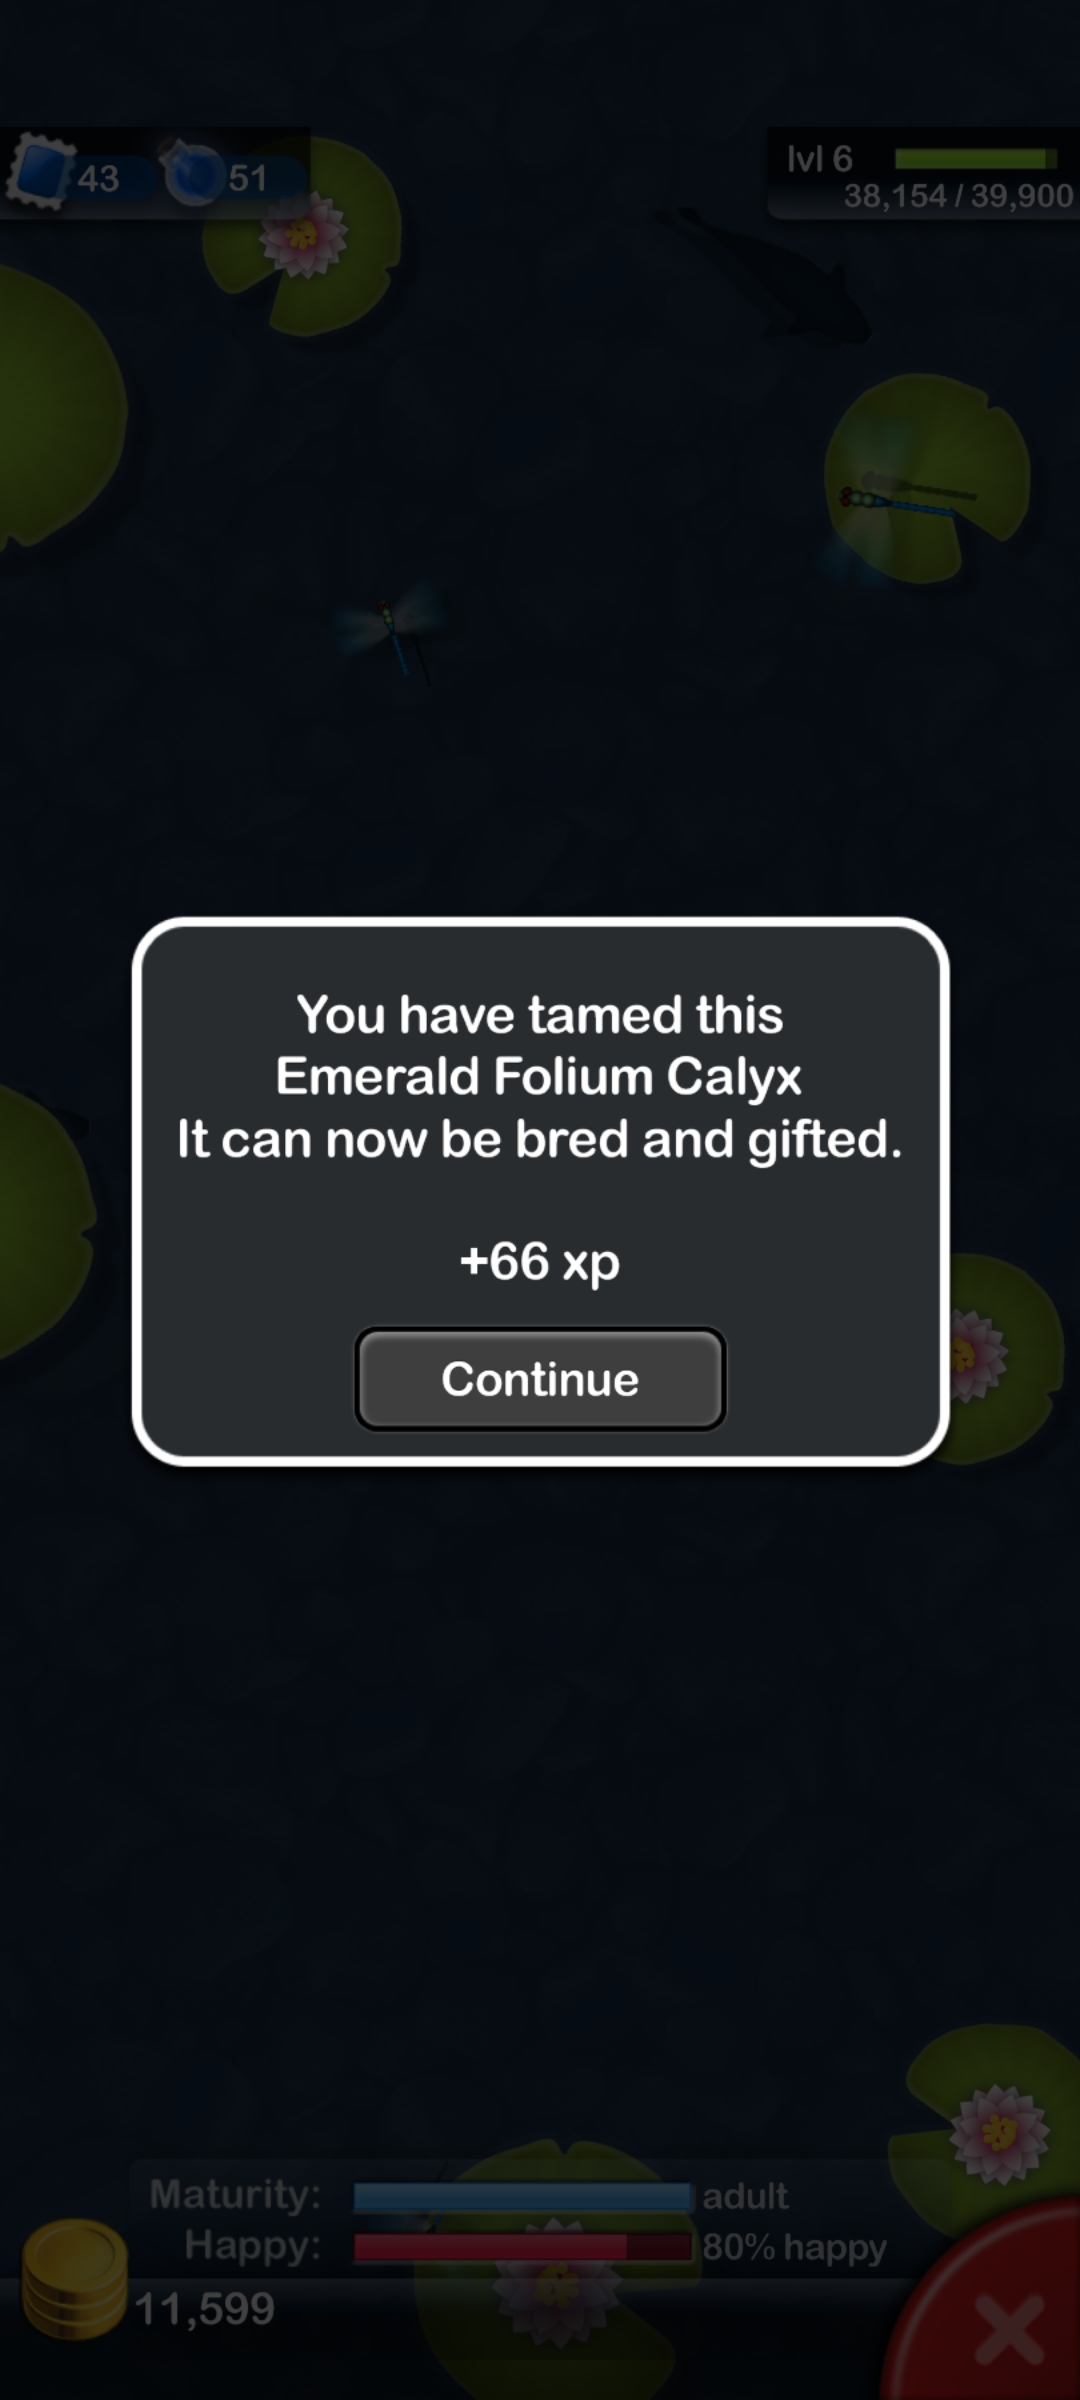 43
51
lvl 6
38,154 / 39,900
You have tamed this
Emerald Folium Calyx
It can now be bred and gifted.
+66 xp
Continue
Maturity: adult
Happy: 80% happy
11,599